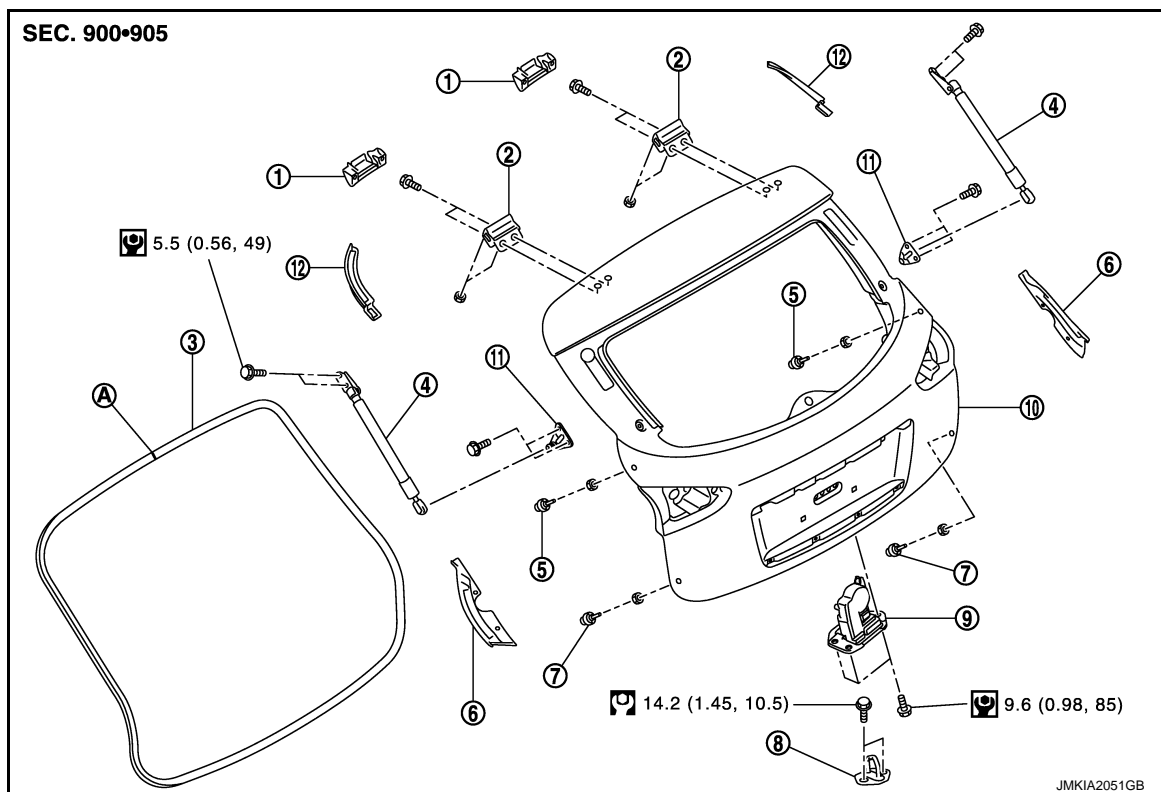 SEC. 900•905
① ② ⑫
④
① ② ⑪
5.5 (0.56, 49)
⑫ ⑥
⑤
③ ⑪
Ⓐ ④ ⑩
⑤ ⑦
⑦ ⑨
⑥
14.2 (1.45, 10.5) 9.6 (0.98, 85)
⑧
JMKIA2051GB